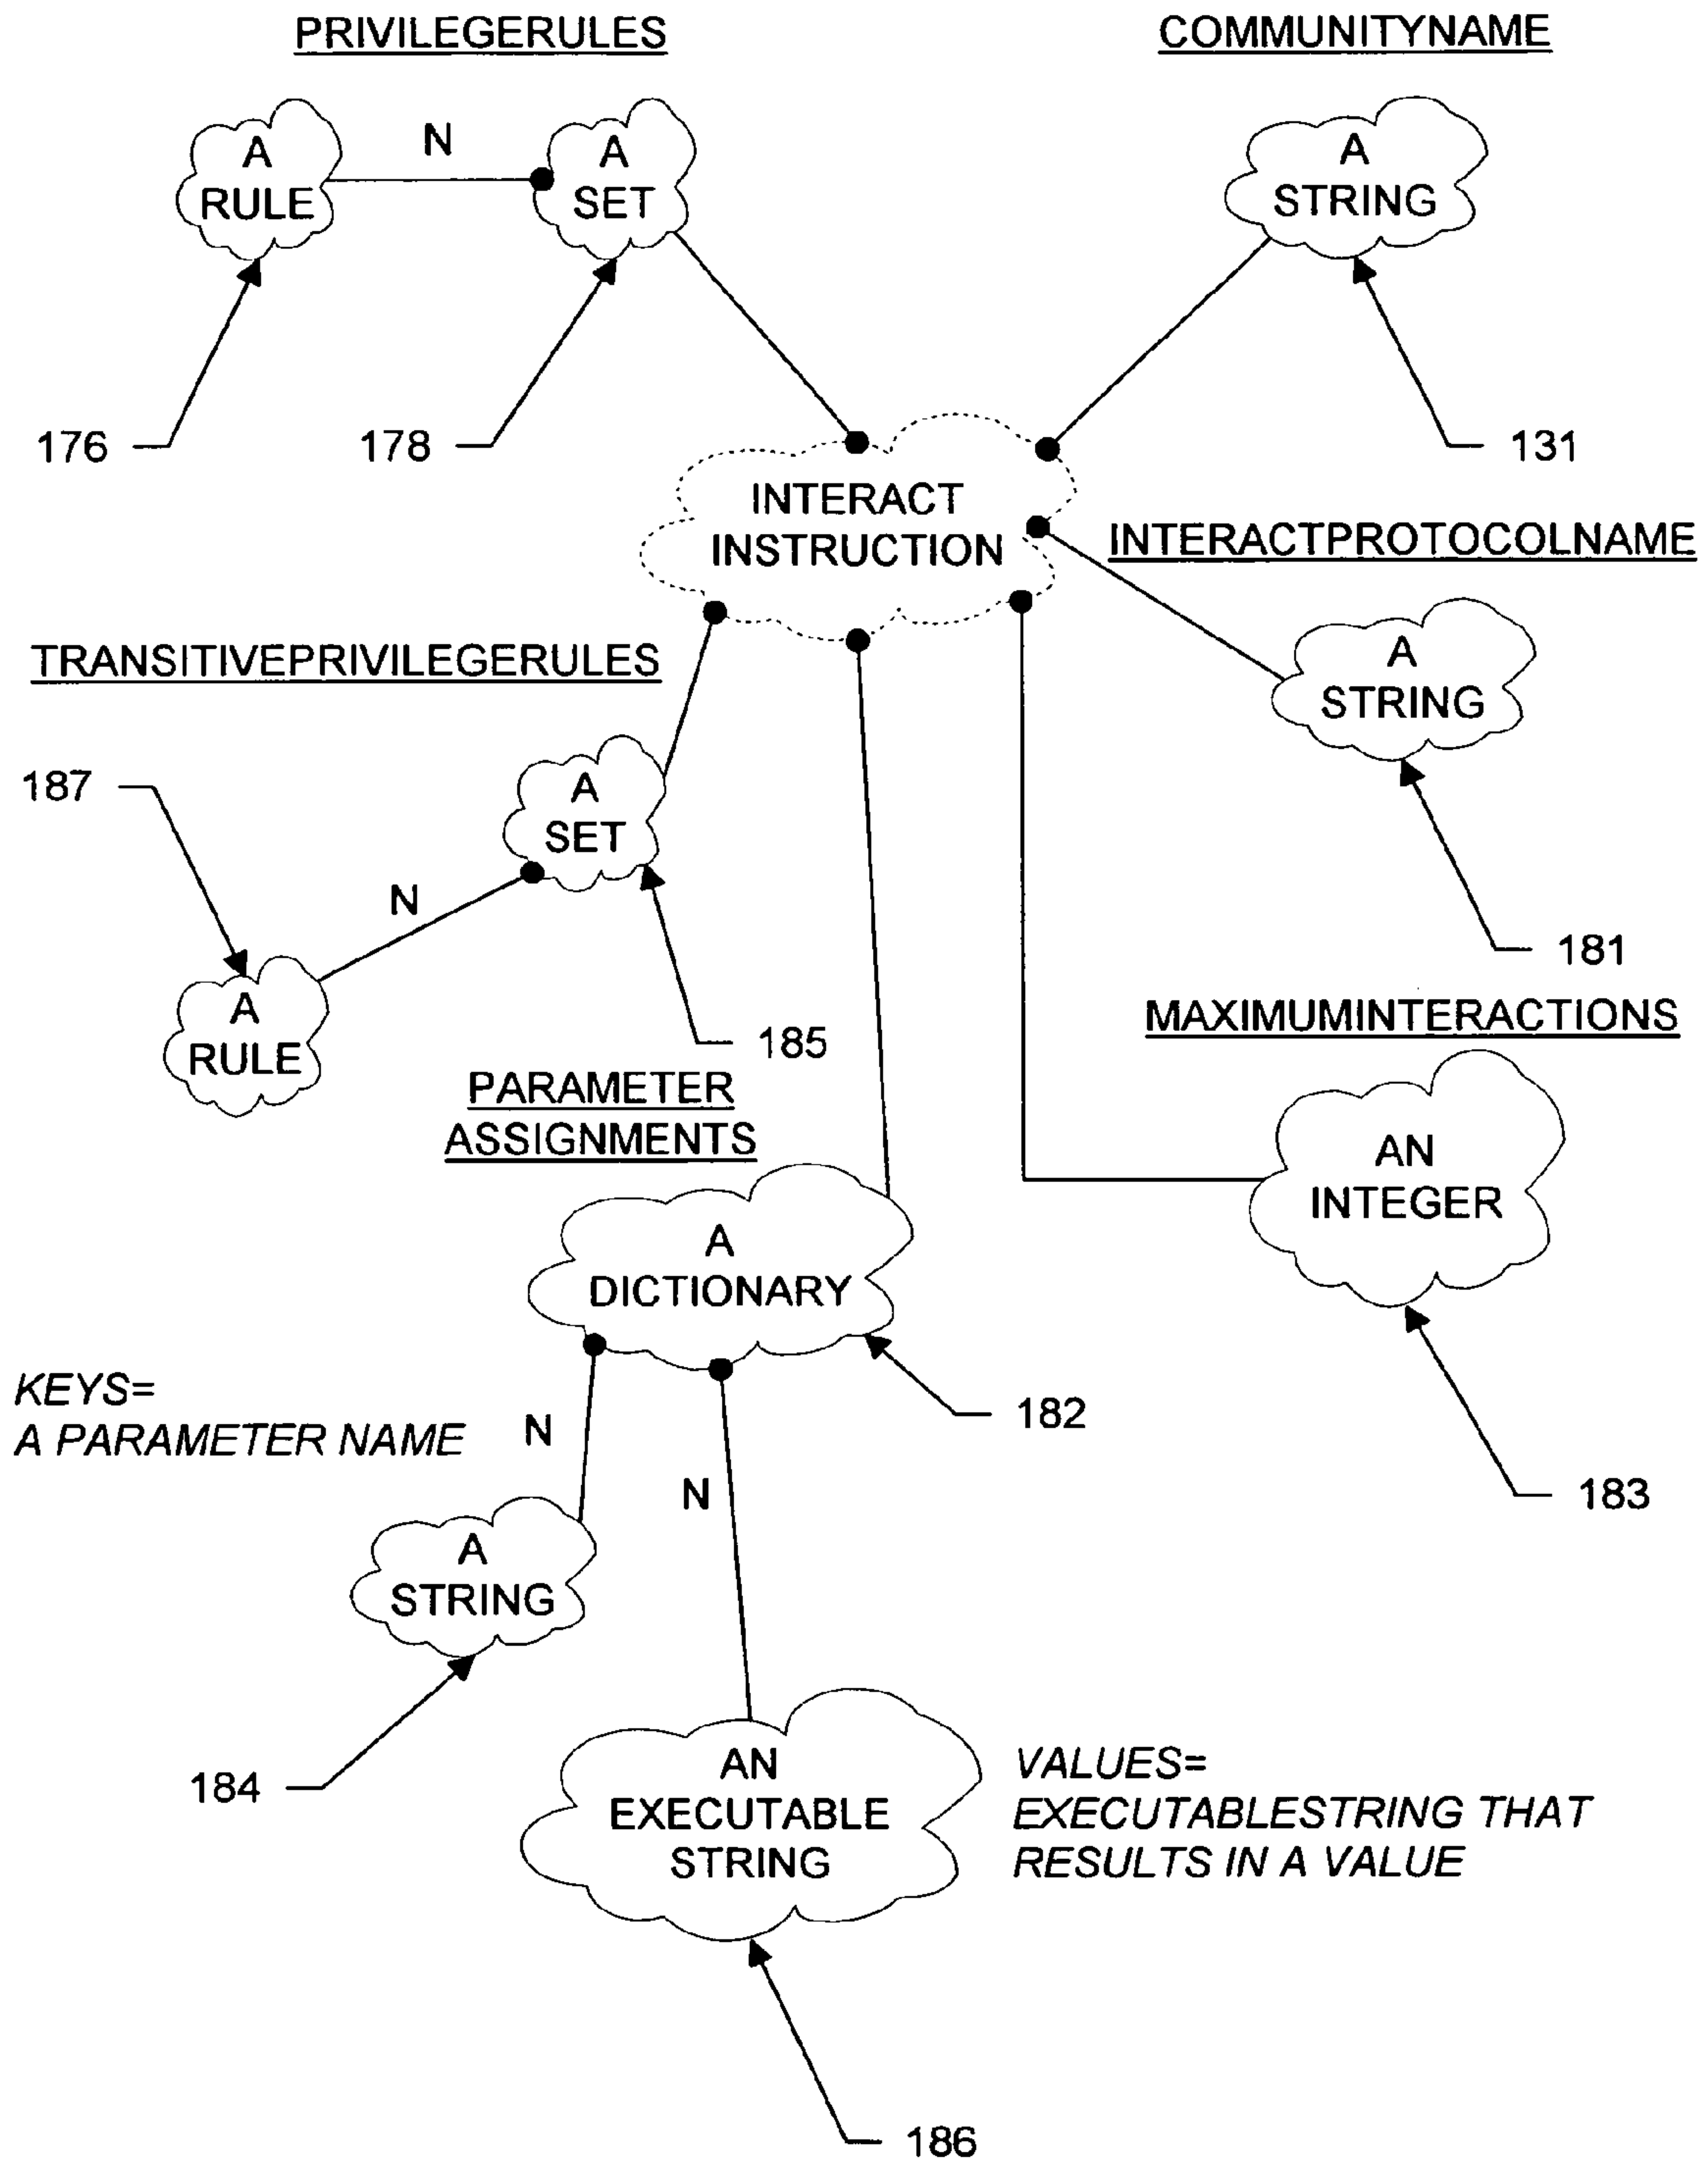 PRIVILEGERULES
COMMUNITYNAME
A
RULE
N
A
SET
A
STRING
176
178
131
INTERACT
INSTRUCTION
INTERACTPROTOCOLNAME
A
STRING
181
TRANSITIVEPRIVILEGERULES
187
A
SET
N
A
RULE
185
MAXIMUMINTERACTIONS
AN
INTEGER
183
PARAMETER
ASSIGNMENTS
A
DICTIONARY
182
KEYS=
A PARAMETER NAME
N
N
A
STRING
184
AN
EXECUTABLE
STRING
VALUES=
EXECUTABLESTRING THAT
RESULTS IN A VALUE
186